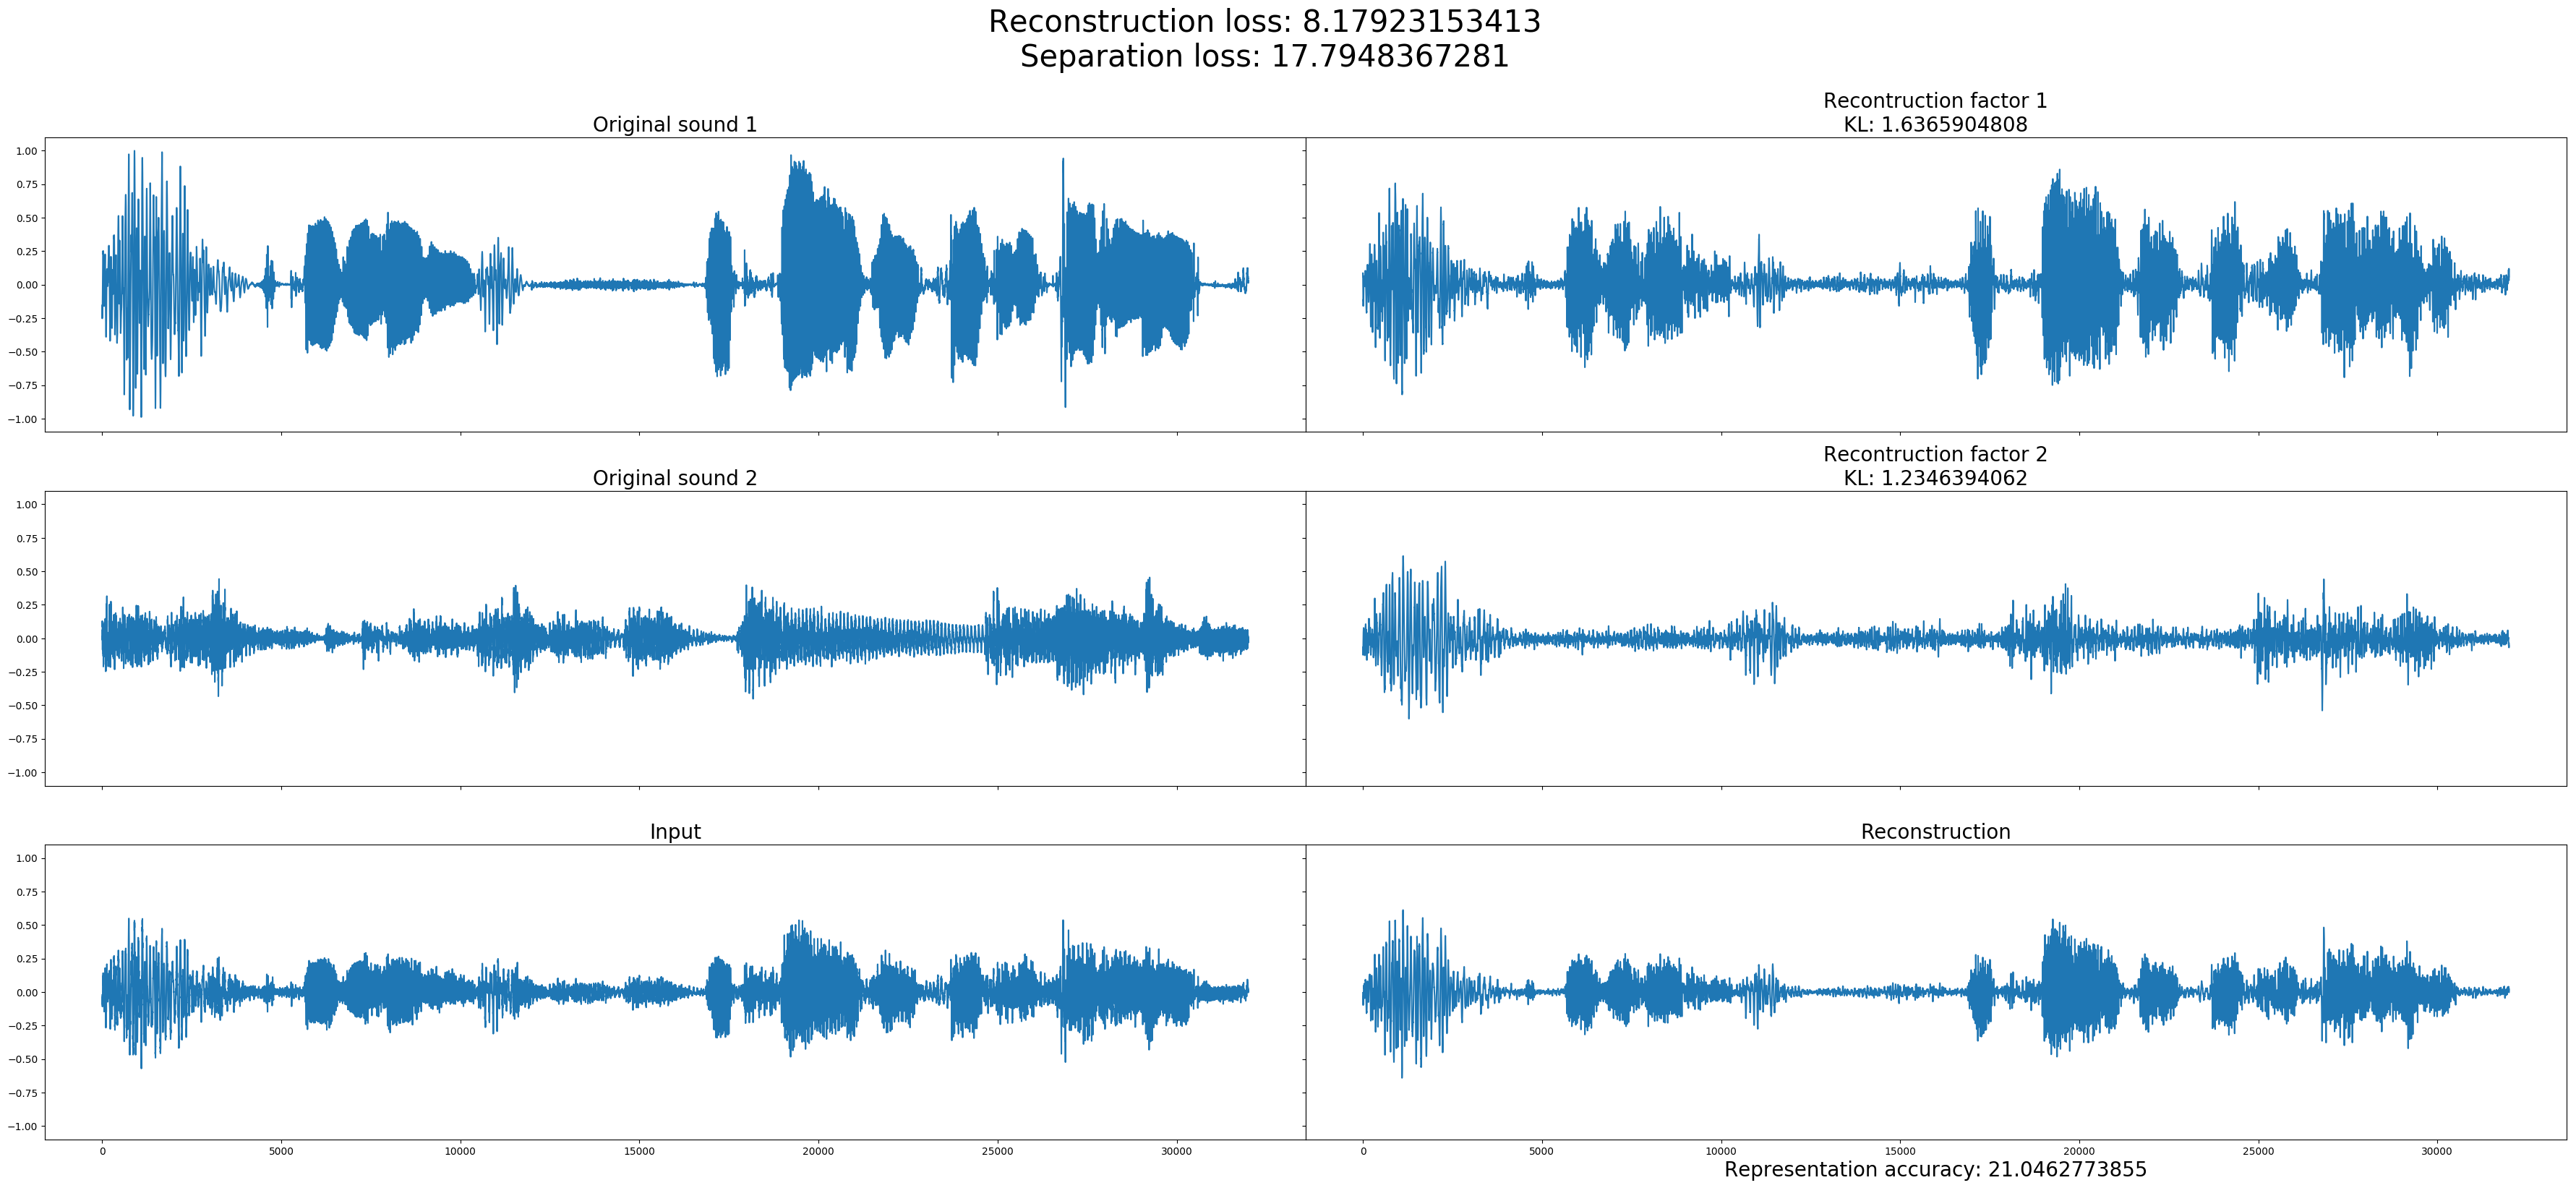 Reconstruction loss: 8.17923153413
Separation loss: 17.7948367281
Original sound 1
Recontruction factor 1
KL: 1.6365904808
1.00
0.75
0.50
0.25
0.00
−0.25
−0.50
−0.75
−1.00
Original sound 2
Recontruction factor 2
KL: 1.2346394062
1.00
0.75
0.50
0.25
0.00
−0.25
−0.50
−0.75
−1.00
Input
Reconstruction
1.00
0.75
0.50
0.25
0.00
−0.25
−0.50
−0.75
−1.00
0 5000 10000 15000 20000 25000 30000
0 5000 10000 15000 20000 25000 30000
Representation accuracy: 21.0462773855